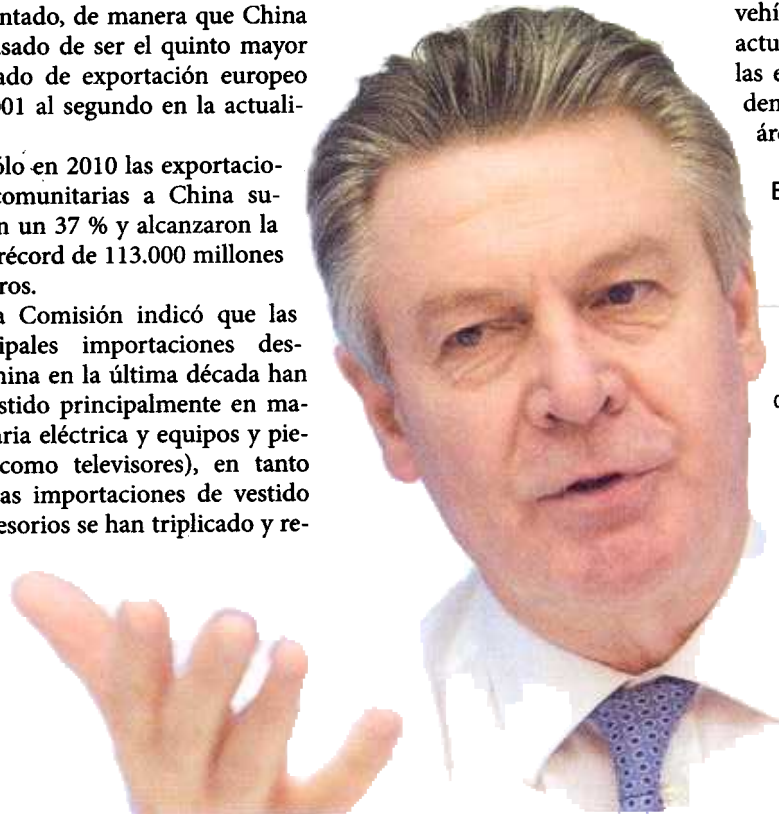 ntado, de manera que China
sado de ser el quinto mayor
ado de exportación europeo
01 al segundo en la actuali-
ólo en 2010 las exportacio-
comunitarias a China su-
n un 37 % y alcanzaron la
récord de 113.000 millones
ros.
a Comisión indicó que las
ipales importaciones des-
hina en la última década han
stido principalmente en ma-
aria eléctrica y equipos y pie-
como televisores), en tanto
as importaciones de vestido
esorios se han triplicado y re-
vehí
actu
las e
den
áre
E